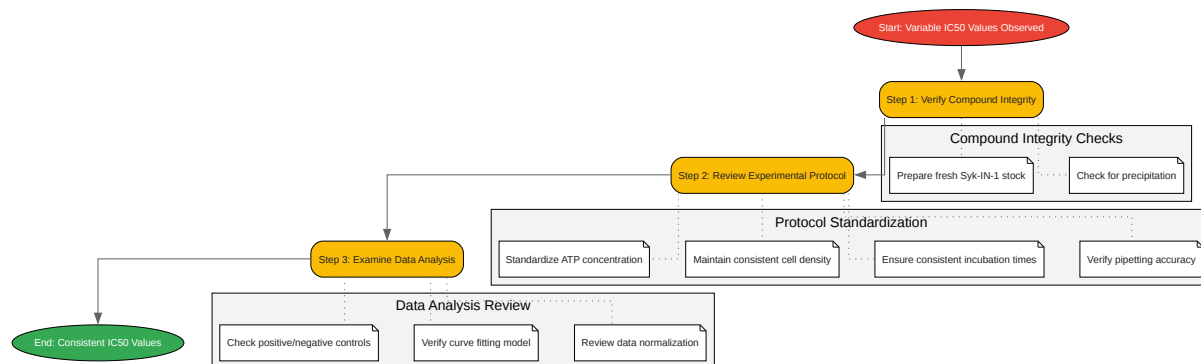 Start: Variable IC50 Values Observed
Step 1: Verify Compound Integrity
Compound Integrity Checks
Prepare fresh Syk-IN-1 stock
Check for precipitation
Step 2: Review Experimental Protocol
Protocol Standardization
Standardize ATP concentration
Maintain consistent cell density
Ensure consistent incubation times
Verify pipetting accuracy
Step 3: Examine Data Analysis
Data Analysis Review
Check positive/negative controls
Verify curve fitting model
Review data normalization
End: Consistent IC50 Values